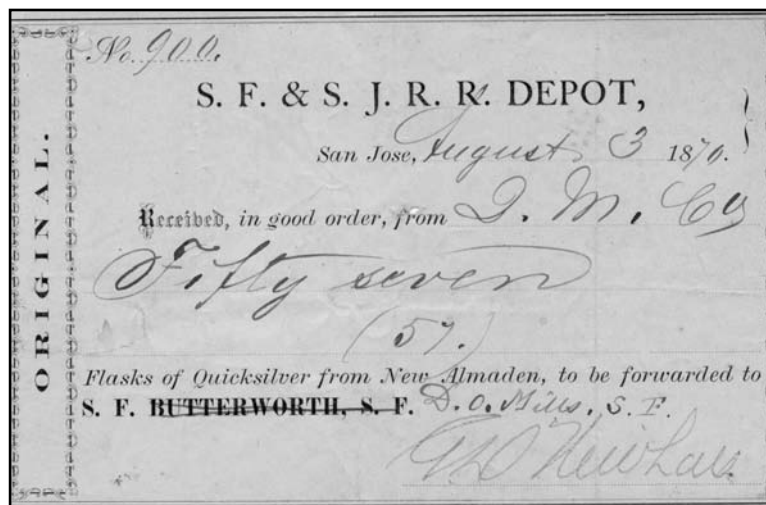 No. 900.
S. F. & S. J. R. R. DEPOT,
San Jose, August 3 1870.
Received, in good order, from Q. M. Co
Fifty seven
(57.)
Flasks of Quicksilver from New Almaden, to be forwarded to
S. F. BUTTERWORTH, S. F. D. O. Mills, S. F.
ORIGINAL.